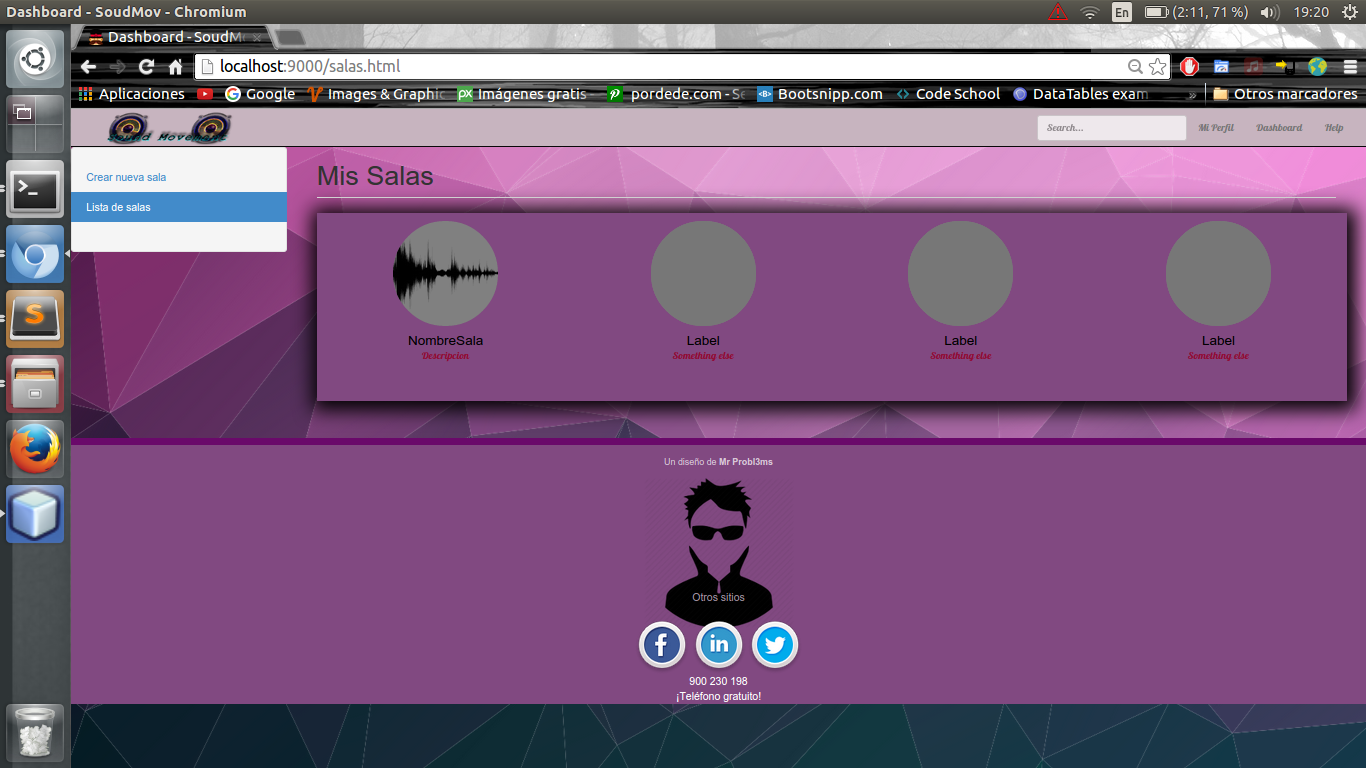 Dashboard - SoudMov - Chromium
En
(2:11, 71 %)
19:20
Dashboard - SoudM
localhost:9000/salas.html
Aplicaciones
Google
Images & Graphic
Imágenes gratis
pordede.com - Se
<B> Bootsnipp.com
Code School
DataTables exam
»
Otros marcadores
Sound Movement
Search...
Mi Perfil
Dashboard
Help
Crear nueva sala
Lista de salas
Mis Salas
NombreSala
Descripcion
Label
Something else
Label
Something else
Label
Something else
Un diseño de Mr Probl3ms
Otros sitios
f
in
900 230 198
¡Teléfono gratuito!